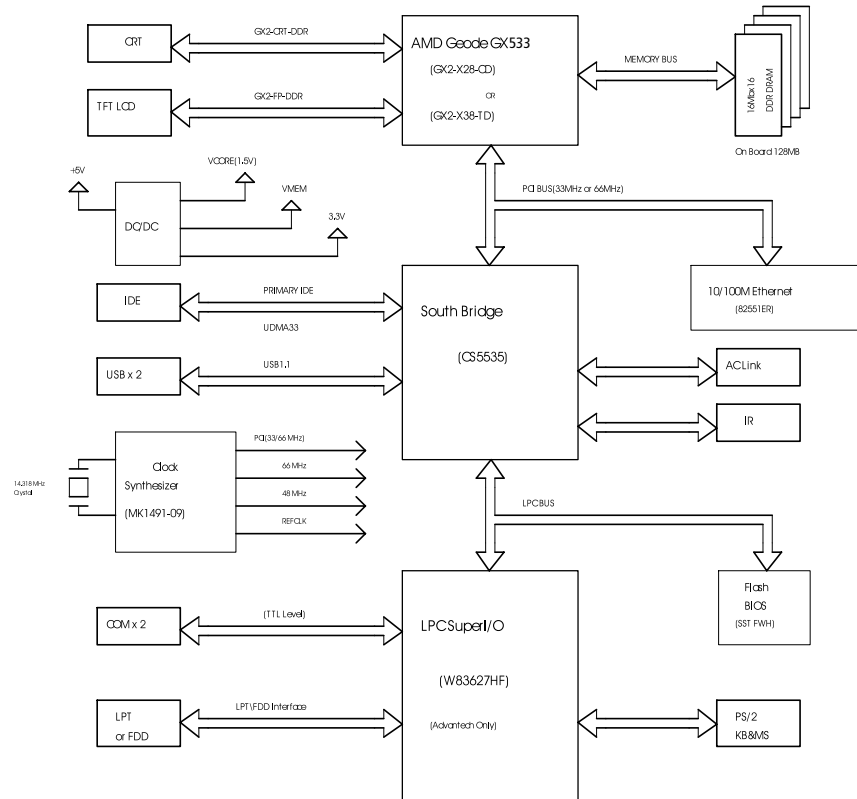 CRT
GX2-CRT-DDR
AMD Geode GX533
(GX2-X28-CD)
OR
(GX2-X38-TD)
MEMORY BUS
16Mbx16
DDR DRAM
On Board 128MB
TFT LCD
GX2-FP-DDR
+5V
DC/DC
VCORE(1.5V)
VMEM
3.3V
PCI BUS(33MHz or 66MHz)
10/100M Ethernet
(82551ER)
IDE
PRIMARY IDE
UDMA33
South Bridge
(CS5535)
USB x 2
USB1.1
ACLink
IR
14.318 MHz
Crystal
Clock
Synthesizer
(MK1491-09)
PCI(33/66 MHz)
66 MHz
48 MHz
REFCLK
LPCBUS
Flash
BIOS
(SST FWH)
COM x 2
(TTL Level)
LPCSuperI/O
(W83627HF)
(Advantech Only)
LPT
or FDD
LPT\FDD Interface
PS/2
KB&MS